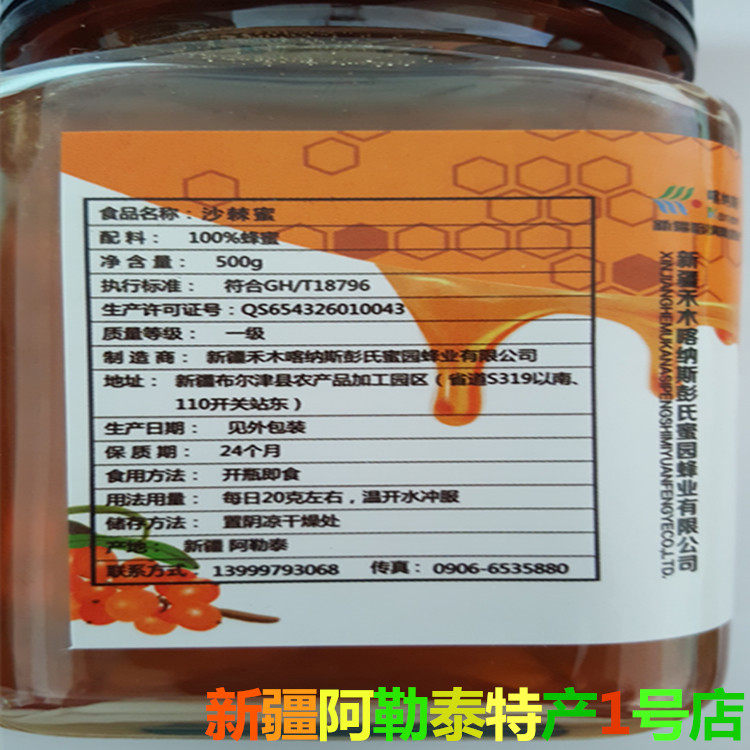 食品名称：沙棘蜜
配料： 100%蜂蜜
净含量： 500g
执行标准： 符合GH/T18796
生产许可证号：QS654326010043
质量等级： 一级
制造商： 新疆禾木喀纳斯彭氏蜜园蜂业有限公司
地址： 新疆布尔津县农产品加工园区（省道S319以南、
110开关站东）
生产日期： 见外包装
保质期： 24个月
食用方法： 开瓶即食
用法用量： 每日20克左右，温开水冲服
储存方法： 置阴凉干燥处
产地： 新疆 阿勒泰
联系方式： 13999793068 传真： 0906-6535880
新疆禾木喀纳斯彭氏蜜园蜂业有限公司
XINJIANGHEMUKANASIPENGSHIMIYUANFENGYECO.,LTD.
新疆阿勒泰特产1号店